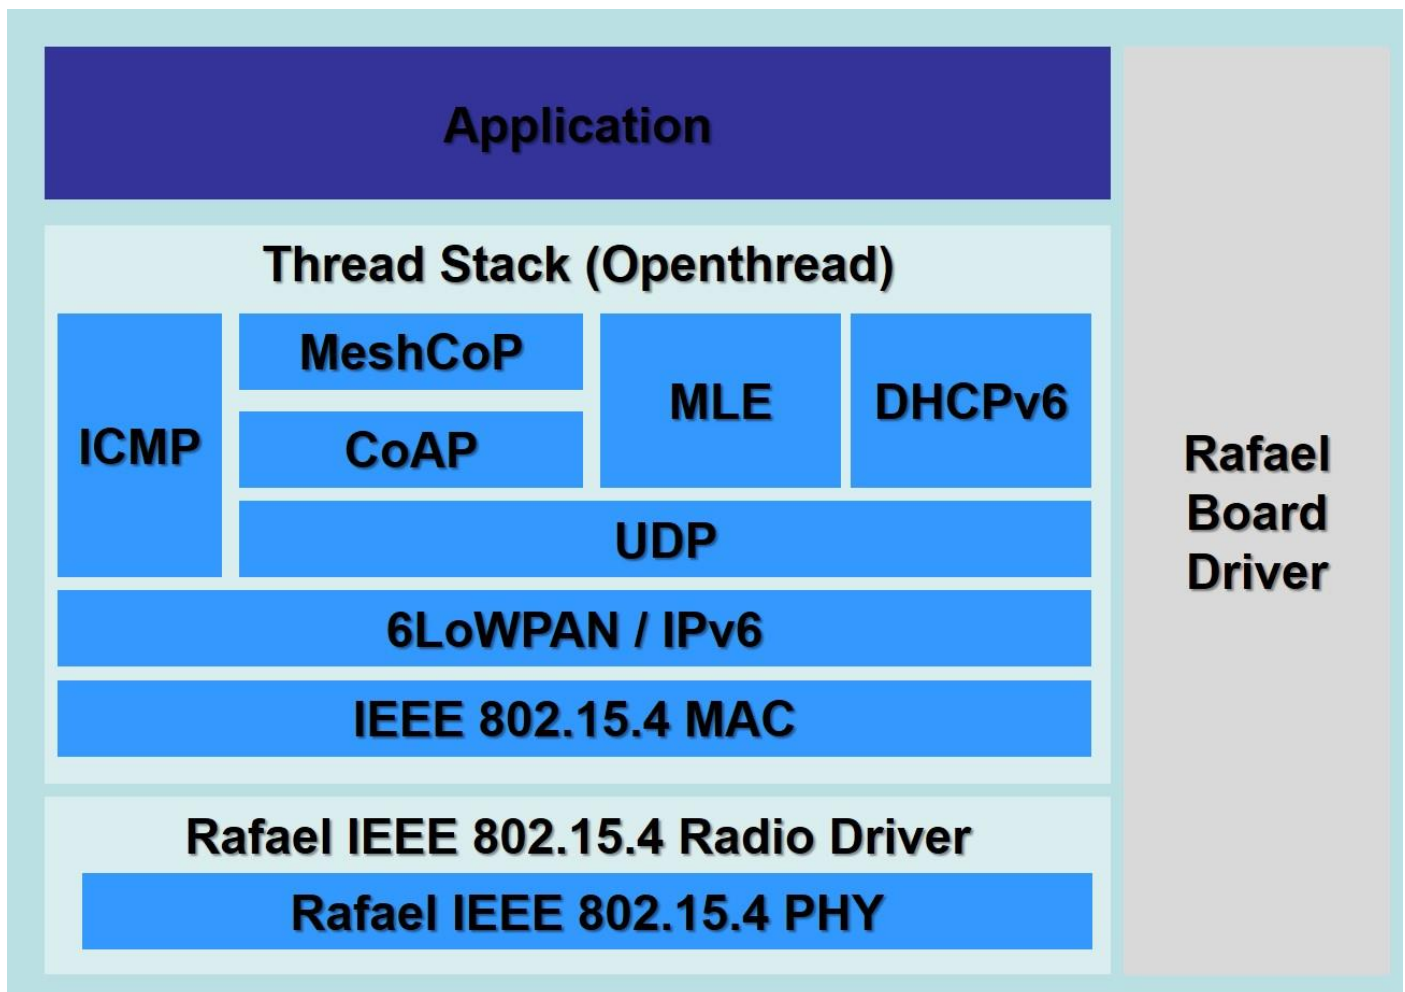 Application
Thread Stack (Openthread)
ICMP
MeshCoP
CoAP
MLE
DHCPv6
UDP
6LoWPAN / IPv6
IEEE 802.15.4 MAC
Rafael IEEE 802.15.4 Radio Driver
Rafael IEEE 802.15.4 PHY
Rafael
Board
Driver